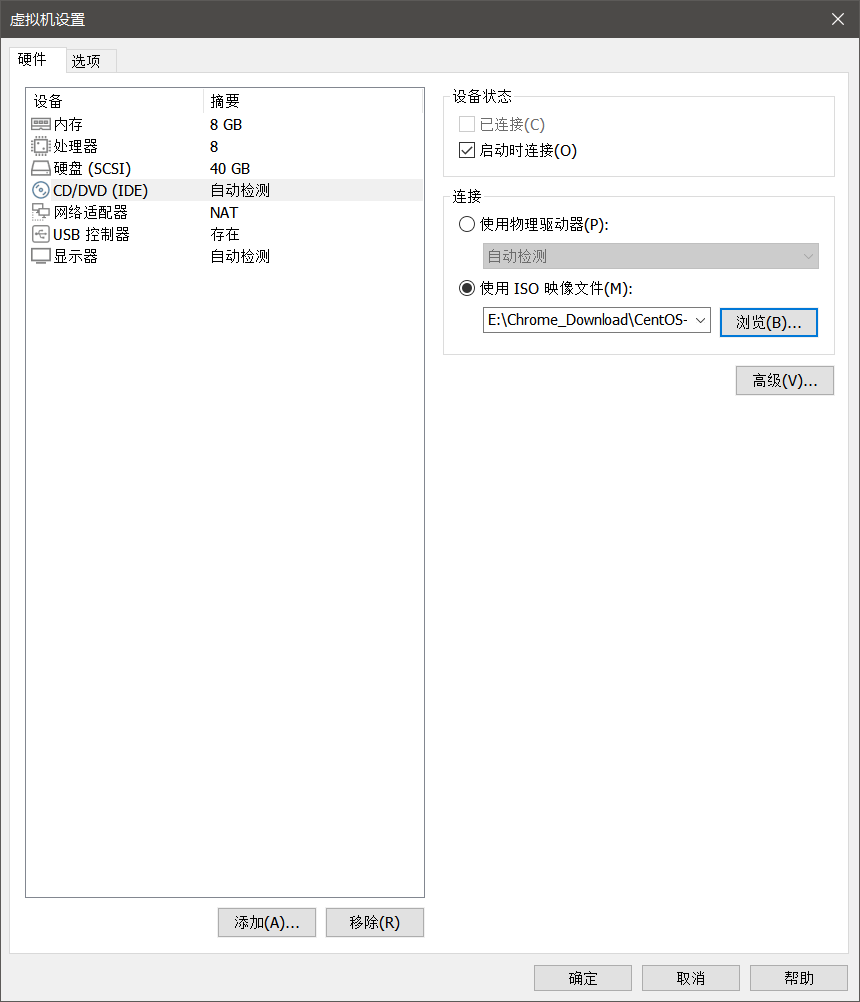 虚拟机设置
硬件 选项
设备 摘要
内存 8 GB
处理器 8
硬盘 (SCSI) 40 GB
CD/DVD (IDE) 自动检测
网络适配器 NAT
USB 控制器 存在
显示器 自动检测
添加(A)... 移除(R)
设备状态
已连接(C)
启动时连接(O)
连接
使用物理驱动器(P):
自动检测
使用 ISO 映像文件(M):
E:\Chrome_Download\CentOS- 浏览(B)...
高级(V)...
确定 取消 帮助